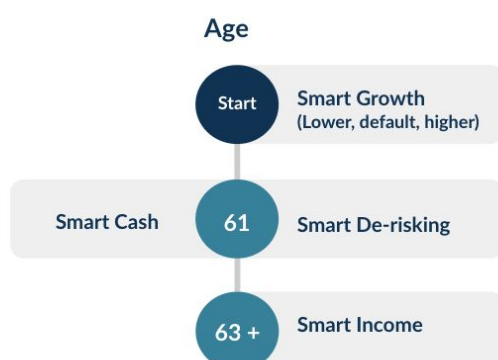 Age
Start
Smart Growth
(Lower, default, higher)
Smart Cash
61
Smart De-risking
63 +
Smart Income